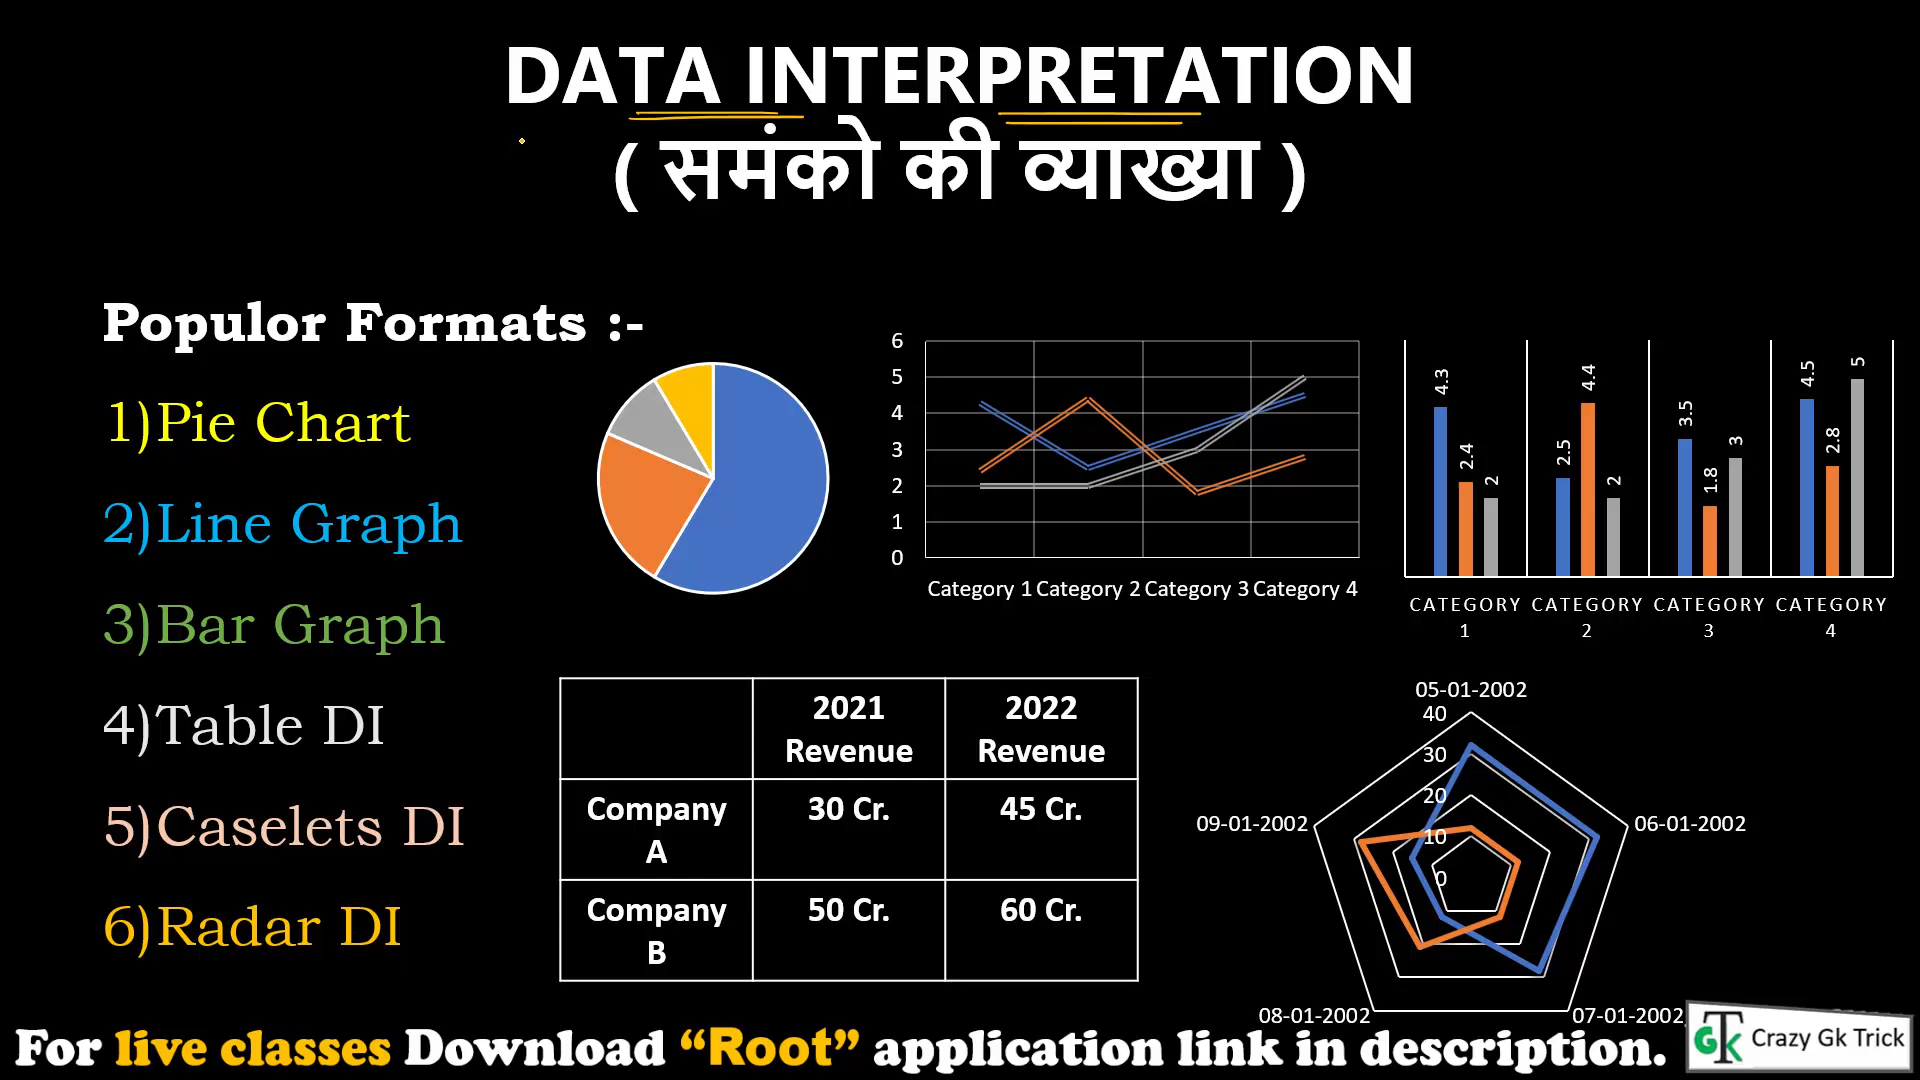 DATA INTERPRETATION
( समंको की व्याख्या )
Populor Formats :-
1)Pie Chart
2)Line Graph
3)Bar Graph
4)Table DI
5)Caselets DI
6)Radar DI
6
5
4
3
2
1
0
Category 1 Category 2 Category 3 Category 4
4.3
2.4
2
2.5
4.4
2
3.5
1.8
3
4.5
2.8
5
CATEGORY 1
CATEGORY 2
CATEGORY 3
CATEGORY 4
2021 Revenue
2022 Revenue
Company A
30 Cr.
45 Cr.
Company B
50 Cr.
60 Cr.
05-01-2002
40
30
20
10
0
09-01-2002
06-01-2002
08-01-2002
07-01-2002
For live classes Download “Root” application link in description.
GTK Crazy Gk Trick